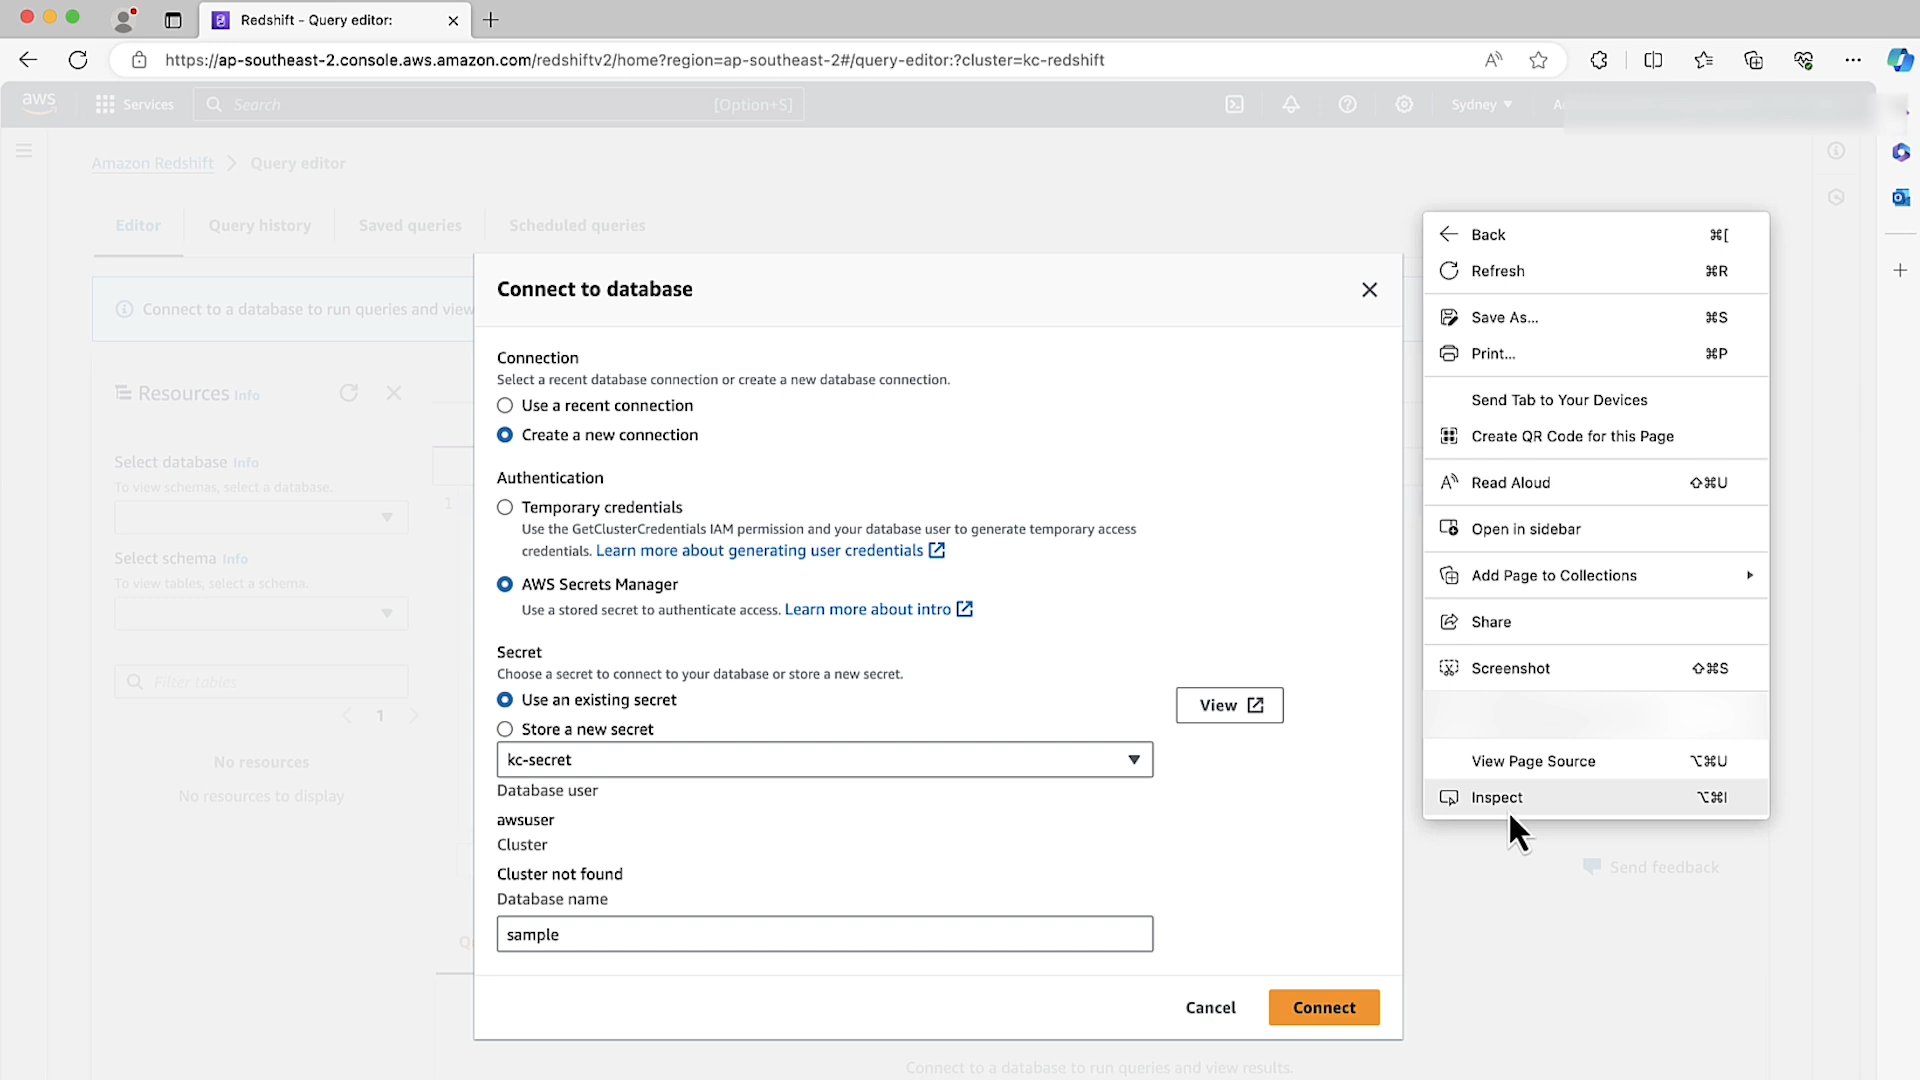 Redshift - Query editor:
https://ap-southeast-2.console.aws.amazon.com/redshiftv2/home?region=ap-southeast-2#/query-editor:?cluster=kc-redshift
aws
Services
Search
[Option+S]
Sydney
Amazon Redshift
Query editor
Editor
Query history
Saved queries
Scheduled queries
Connect to a database to run queries and view
Resources Info
Select database Info
To view schemas, select a database.
1
Select schema Info
To view tables, select a schema.
Filter tables
1
No resources
No resources to display
Connect to database
Connection
Select a recent database connection or create a new database connection.
Use a recent connection
Create a new connection
Authentication
Temporary credentials
Use the GetClusterCredentials IAM permission and your database user to generate temporary access
credentials. Learn more about generating user credentials
AWS Secrets Manager
Use a stored secret to authenticate access. Learn more about intro
Secret
Choose a secret to connect to your database or store a new secret.
Use an existing secret
Store a new secret
View
kc-secret
Database user
awsuser
Cluster
Cluster not found
Database name
sample
Cancel
Connect
Back ⌘[
Refresh ⌘R
Save As... ⌘S
Print... ⌘P
Send Tab to Your Devices
Create QR Code for this Page
Read Aloud ⇧⌘U
Open in sidebar
Add Page to Collections
Share
Screenshot ⇧⌘S
View Page Source ⌥⌘U
Inspect ⌥⌘I
Send feedback
Connect to a database to run queries and view results.